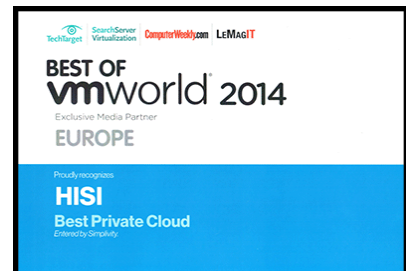 TechTarget SearchServer Virtualization ComputerWeekly.com LEMAGIT
BEST OF
vmworld® 2014
Exclusive Media Partner
EUROPE
Proudly recognizes
HISI
Best Private Cloud
Entered by Simplivity.